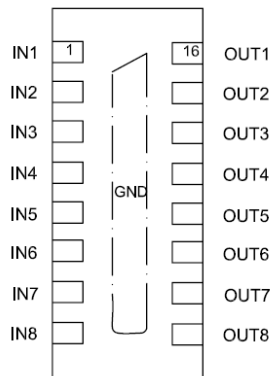 IN1 1 16 OUT1
IN2 OUT2
IN3 OUT3
IN4 OUT4
GND
IN5 OUT5
IN6 OUT6
IN7 OUT7
IN8 OUT8